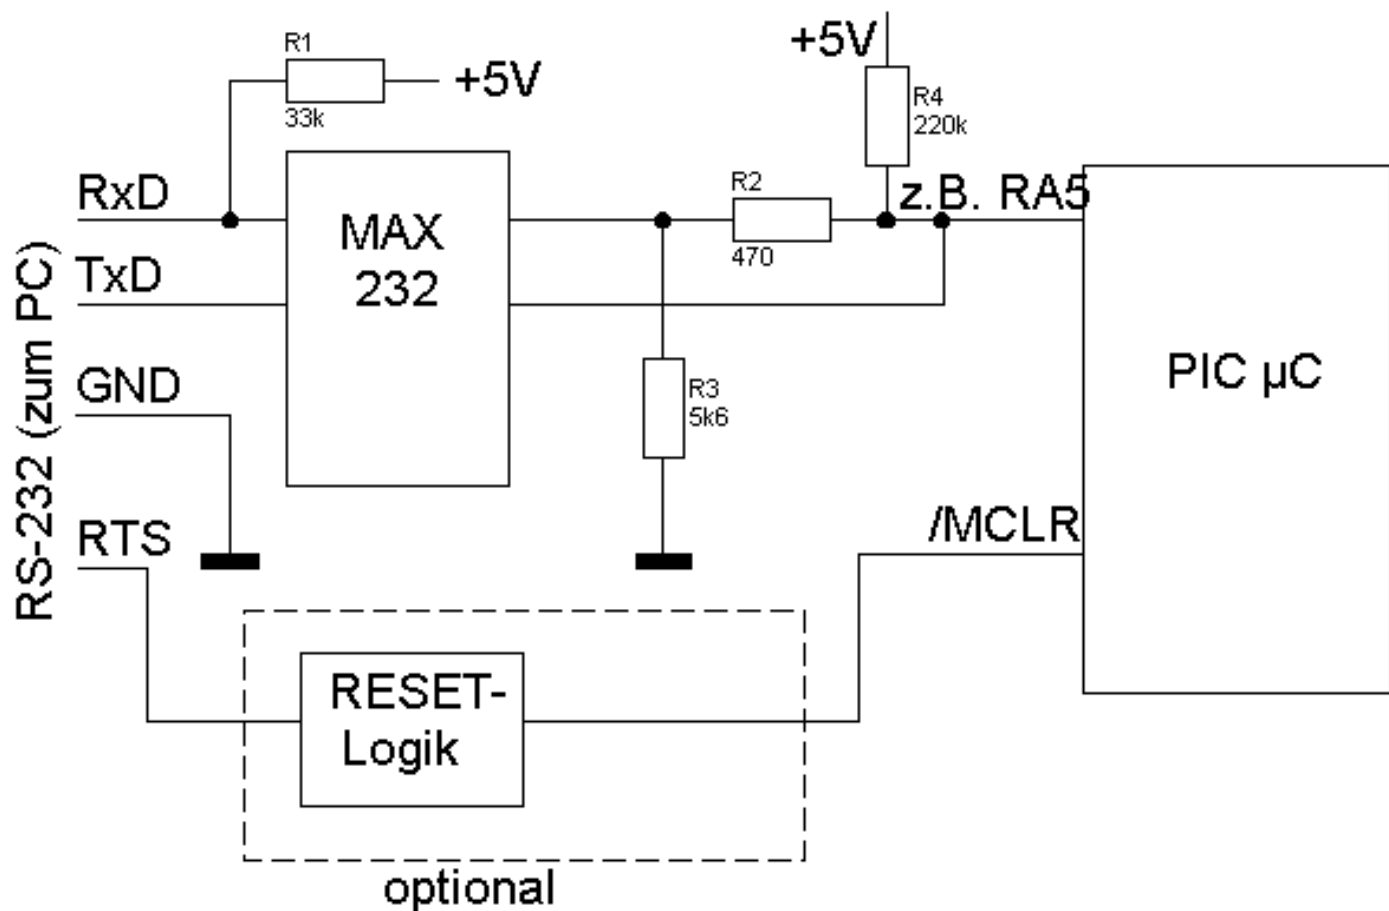 R1
+5V
33k
+5V
R4
220k
RxD
MAX
232
R2
470
z.B. RA5
TxD
RS-232 (zum PC)
GND
R3
5k6
PIC µC
RTS
/MCLR
RESET-
Logik
optional